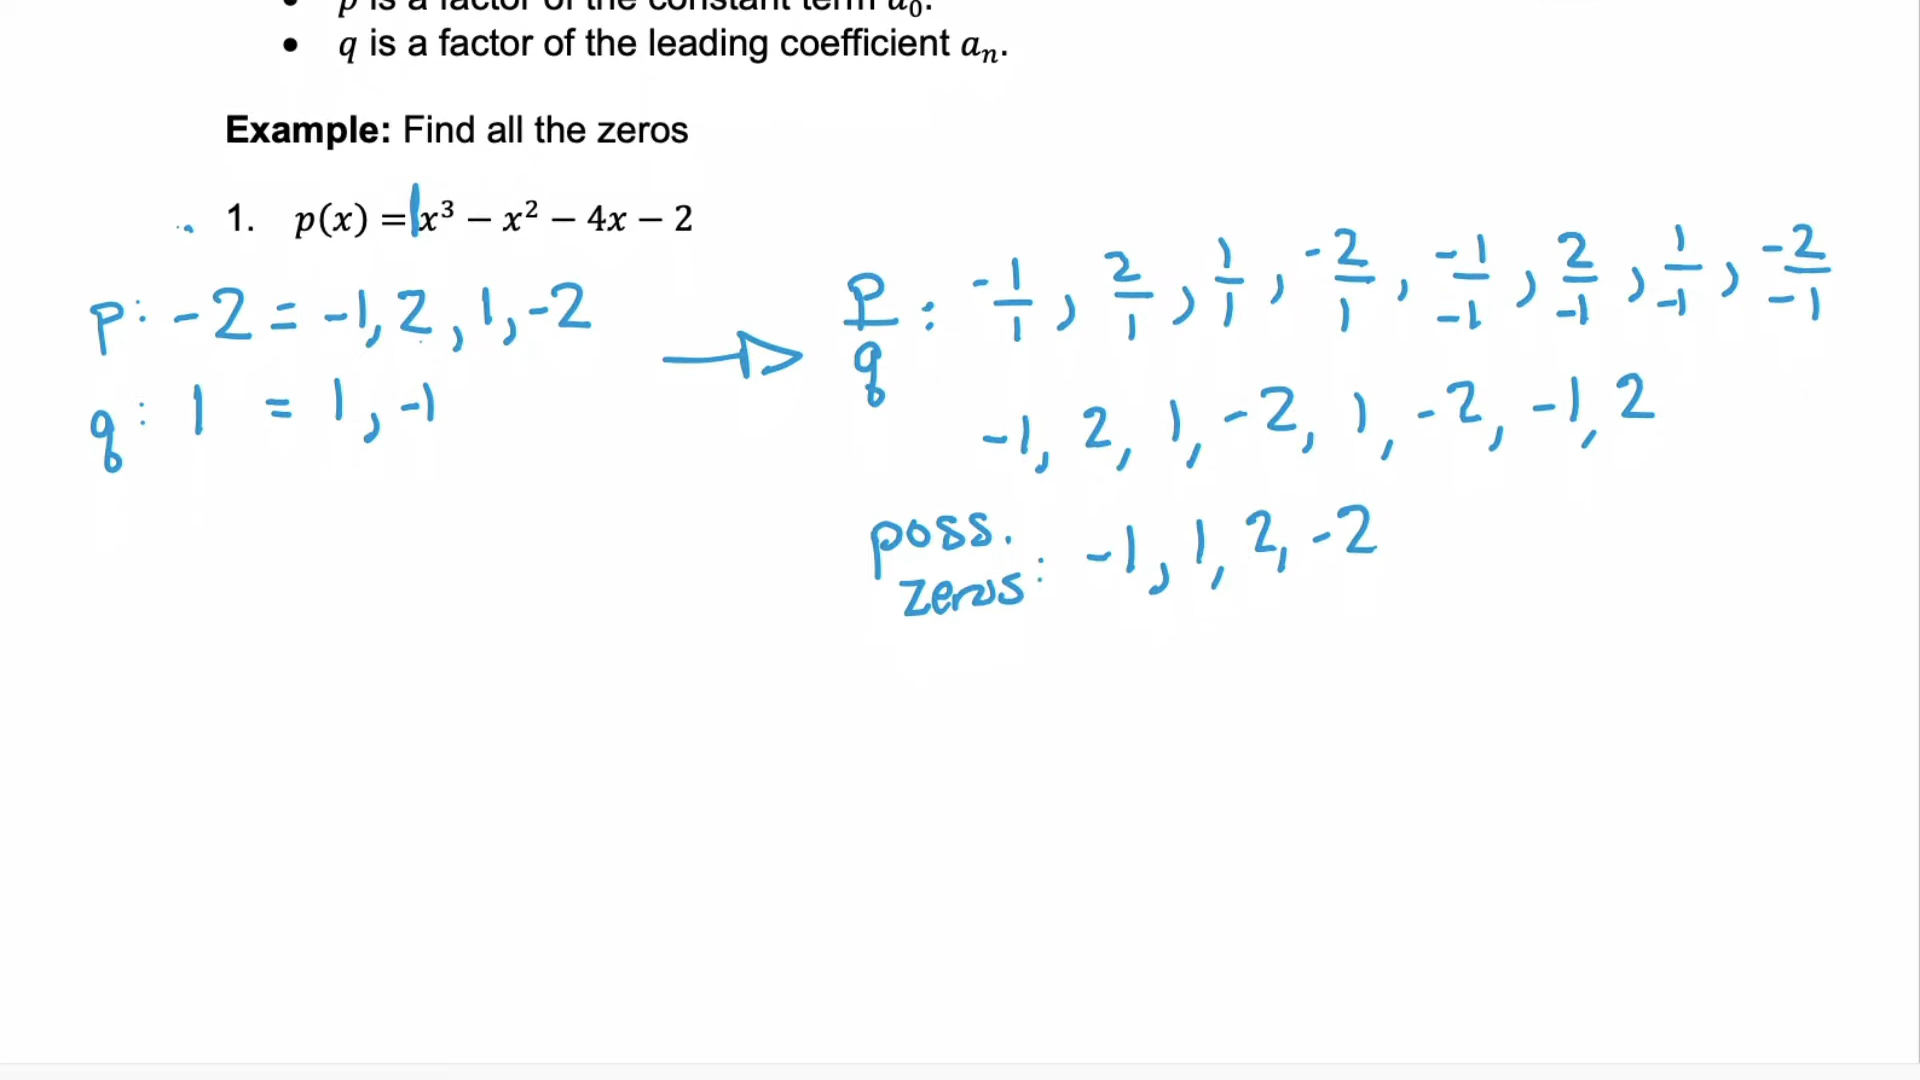 • p is a factor of the constant term a₀.
• q is a factor of the leading coefficient aₙ.
Example: Find all the zeros
1. p(x) = 1x³ − x² − 4x − 2
p: -2 = -1, 2, 1, -2
q: 1 = 1, -1
p/q: -1/1, 2/1, 1/1, -2/1, -1/-1, 2/-1, 1/-1, -2/-1
-1, 2, 1, -2, 1, -2, -1, 2
poss.
zeros: -1, 1, 2, -2